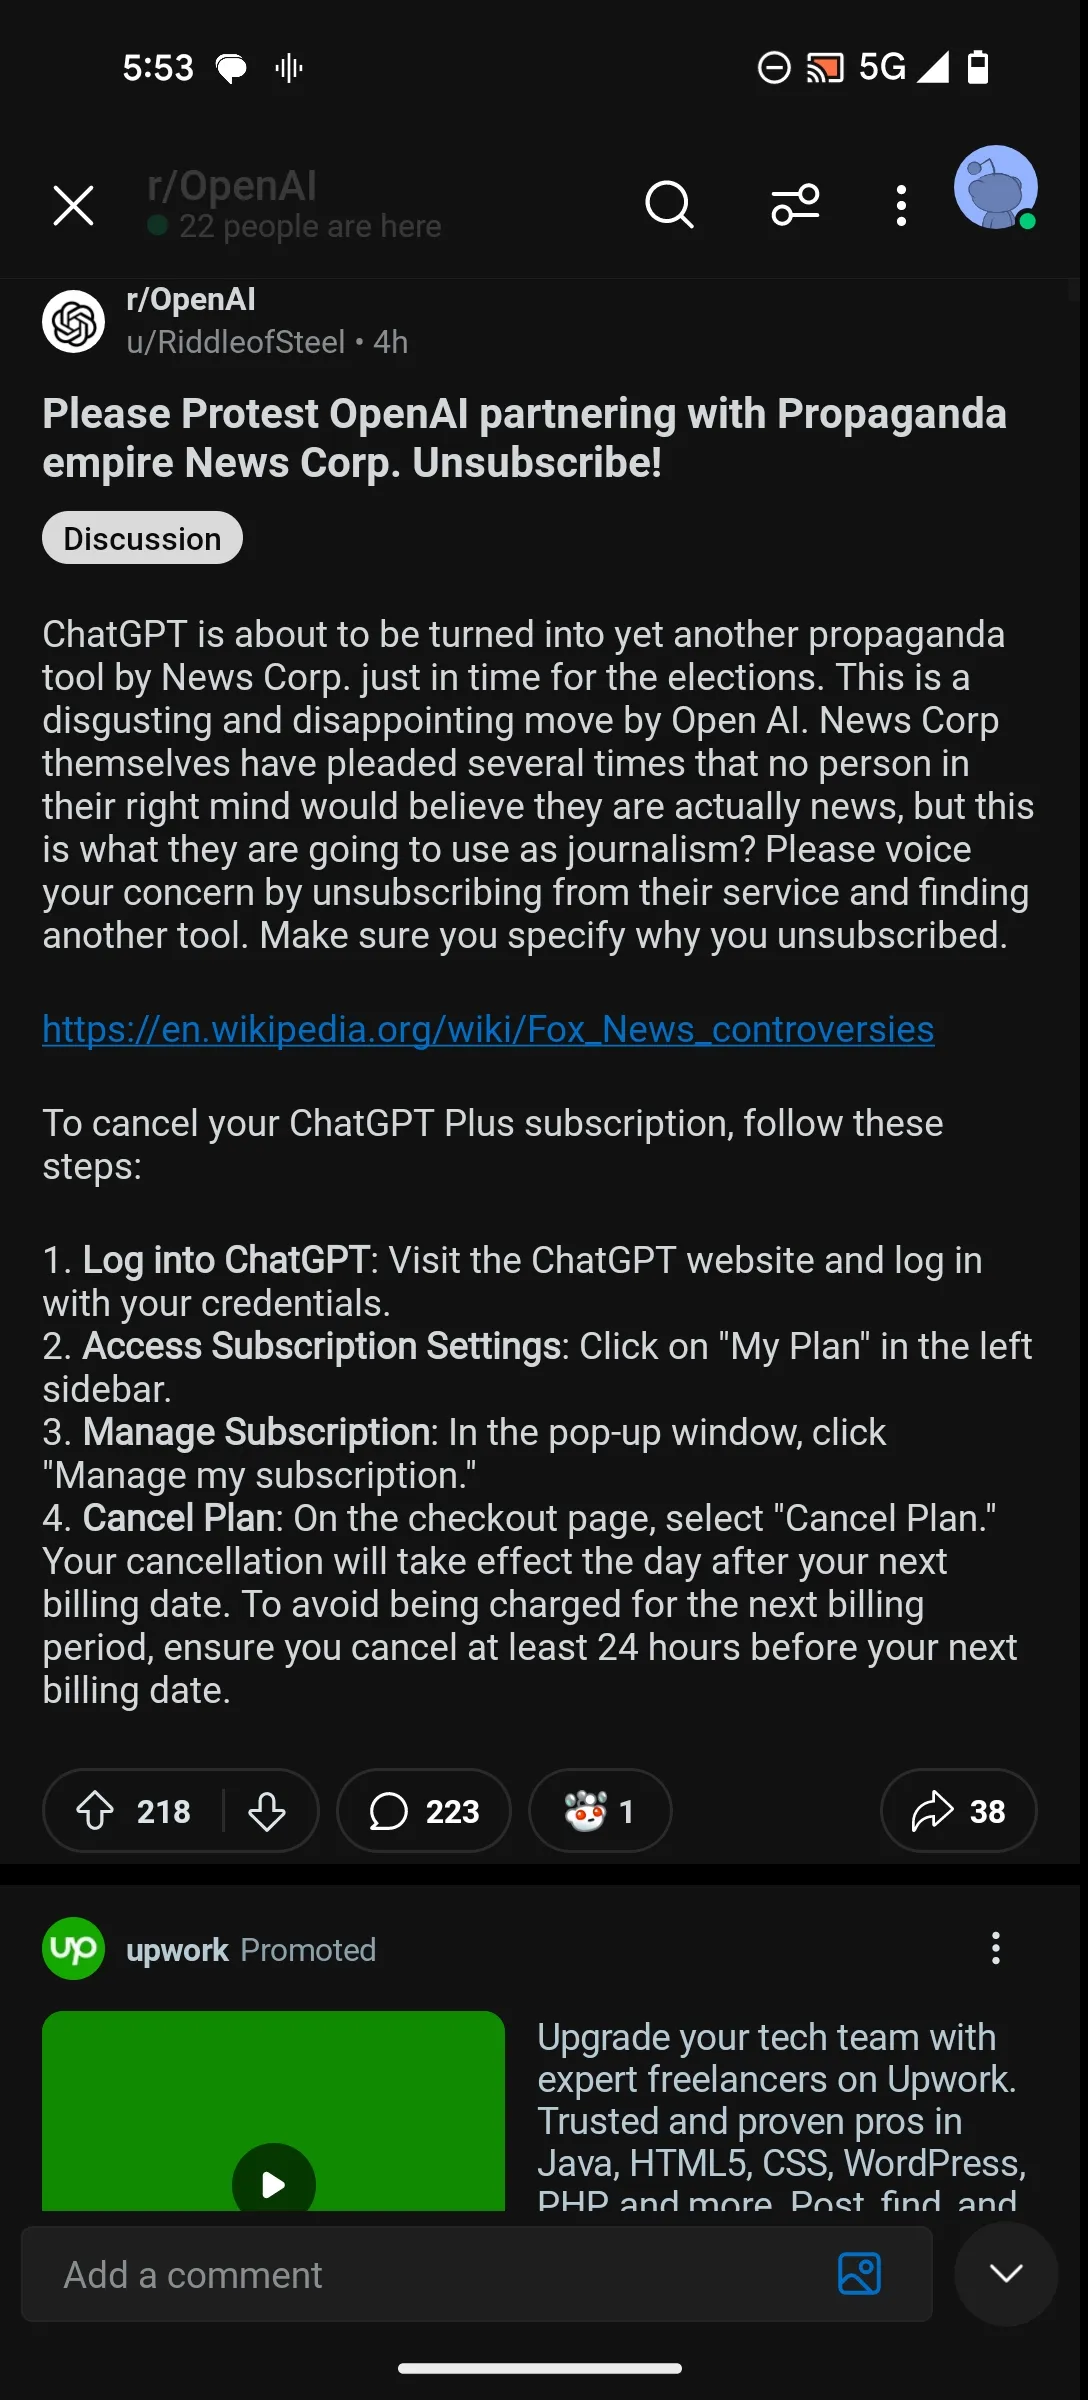 5:53
5G
r/OpenAI
22 people are here
r/OpenAI
u/RiddleofSteel • 4h
Please Protest OpenAI partnering with Propaganda
empire News Corp. Unsubscribe!
Discussion
ChatGPT is about to be turned into yet another propaganda
tool by News Corp. just in time for the elections. This is a
disgusting and disappointing move by Open AI. News Corp
themselves have pleaded several times that no person in
their right mind would believe they are actually news, but this
is what they are going to use as journalism? Please voice
your concern by unsubscribing from their service and finding
another tool. Make sure you specify why you unsubscribed.
https://en.wikipedia.org/wiki/Fox_News_controversies
To cancel your ChatGPT Plus subscription, follow these
steps:
1. Log into ChatGPT: Visit the ChatGPT website and log in
with your credentials.
2. Access Subscription Settings: Click on "My Plan" in the left
sidebar.
3. Manage Subscription: In the pop-up window, click
"Manage my subscription."
4. Cancel Plan: On the checkout page, select "Cancel Plan."
Your cancellation will take effect the day after your next
billing date. To avoid being charged for the next billing
period, ensure you cancel at least 24 hours before your next
billing date.
218 223 1 38
up
upwork Promoted
Upgrade your tech team with
expert freelancers on Upwork.
Trusted and proven pros in
Java, HTML5, CSS, WordPress,
PHP and more. Post, find, and
Add a comment